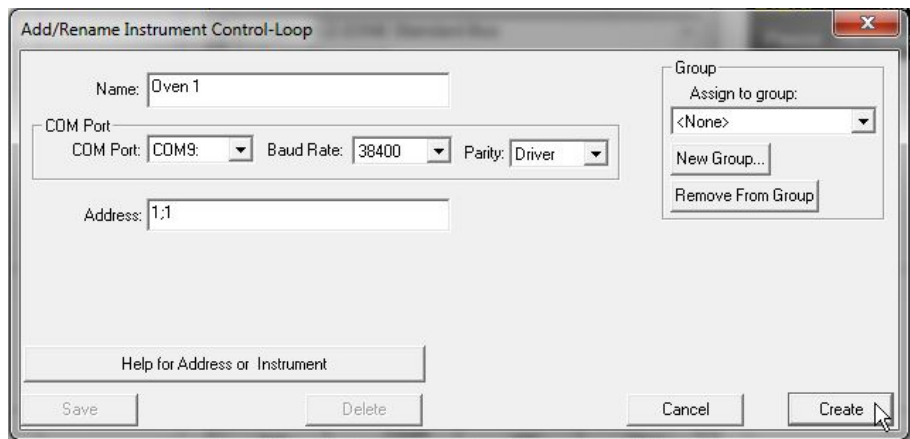 Add/Rename Instrument Control-Loop
Name: Oven 1
COM Port
COM Port: COM9: Baud Rate: 38400 Parity: Driver
Address: 1;1
Group
Assign to group:
<None>
New Group...
Remove From Group
Help for Address or Instrument
Save Delete Cancel Create